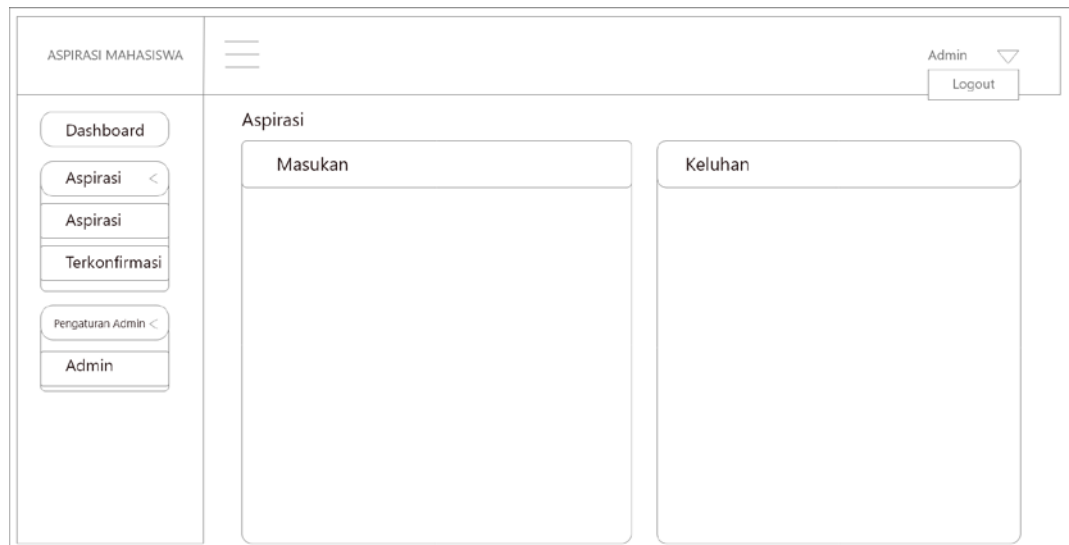 ASPIRASI MAHASISWA
Admin
Logout
Dashboard
Aspirasi <
Aspirasi
Terkonfirmasi
Pengaturan Admin <
Admin
Aspirasi
Masukan
Keluhan